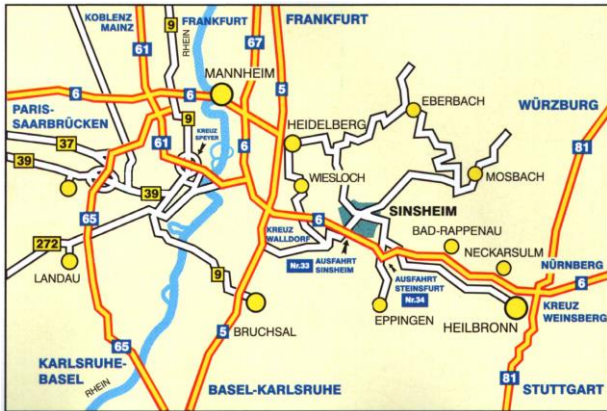 KOBLENZ
MAINZ
9
FRANKFURT
FRANKFURT
RHEIN
61
67
5
MANNHEIM
6
6
PARIS-
SAARBRÜCKEN
EBERBACH
WÜRZBURG
9
KREUZ
SPEYER
HEIDELBERG
37
61
6
81
39
WIESLOCH
MOSBACH
39
65
6
SINSHEIM
KREUZ
WALLDORF
BAD-RAPPENAU
272
Nr.33
AUSFAHRT
SINSHEIM
NECKARSULM
NÜRNBERG
LANDAU
9
AUSFAHRT
STEINSFURT
Nr.34
6
KREUZ
WEINSBERG
EPPINGEN
HEILBRONN
5
BRUCHSAL
65
KARLSRUHE-
BASEL
81
RHEIN
BASEL-KARLSRUHE
STUTTGART